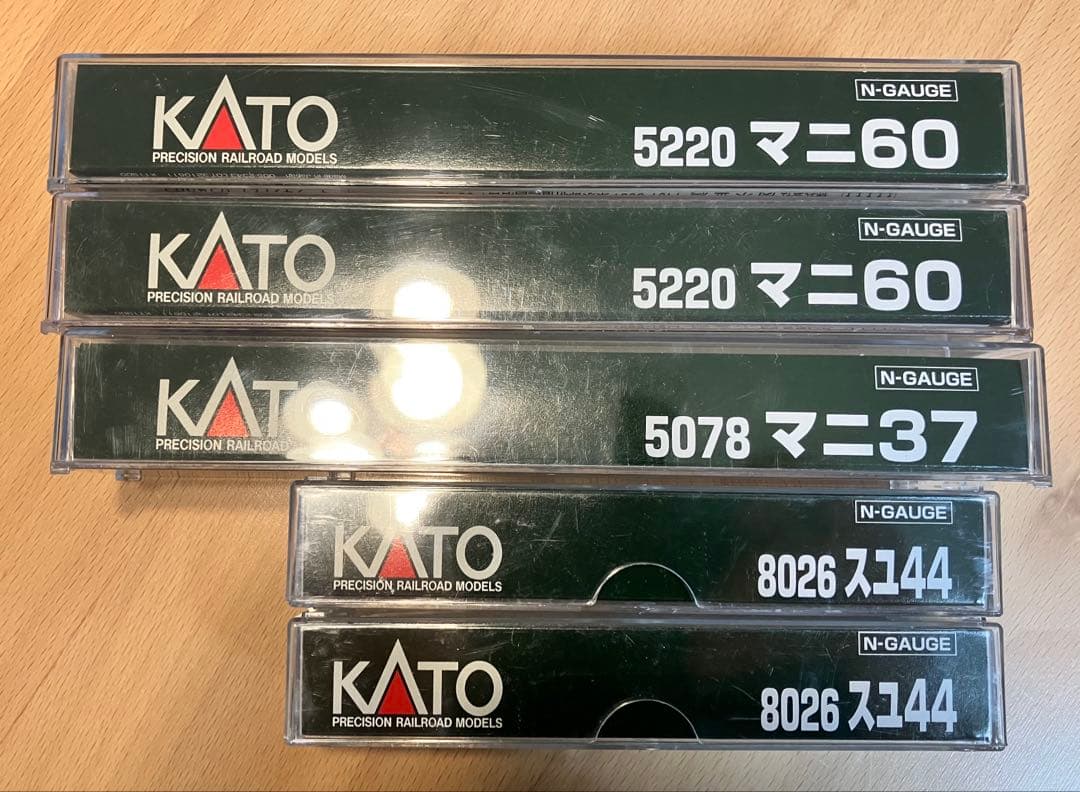 KATO
PRECISION RAILROAD MODELS
N-GAUGE
5220 マニ60
KATO
PRECISION RAILROAD MODELS
N-GAUGE
5220 マニ60
KATO
PRECISION RAILROAD
N-GAUGE
5078 マニ37
KATO
PRECISION RAILROAD MODELS
N-GAUGE
8026 スユ44
KATO
PRECISION RAILROAD MODELS
N-GAUGE
8026 スユ44